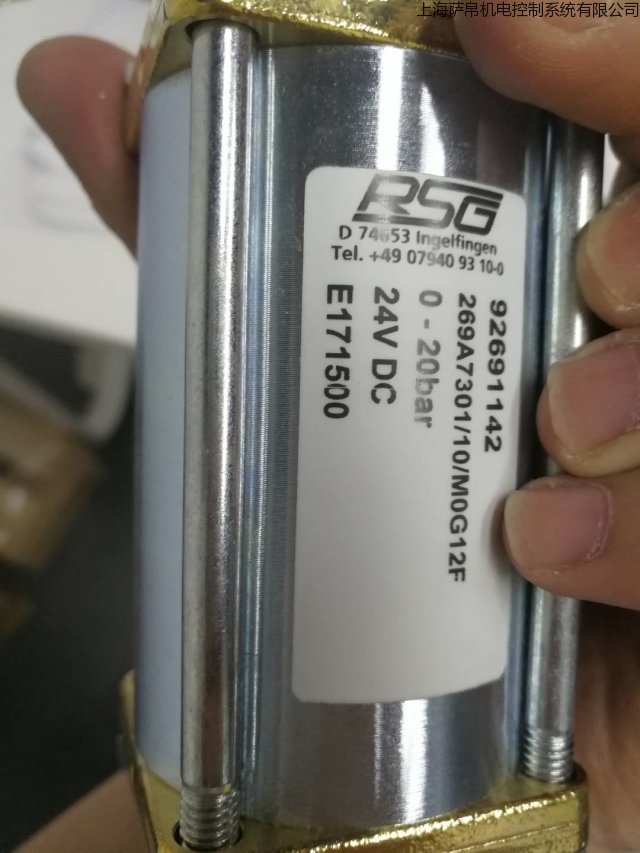 上海萨帛机电控制系统有限公司
RSG
D 74653 Ingelfingen
Tel. +49 07940 93 10-0
92691142
269A7301/10/M0G12F
0 - 20bar
24V DC
E171500